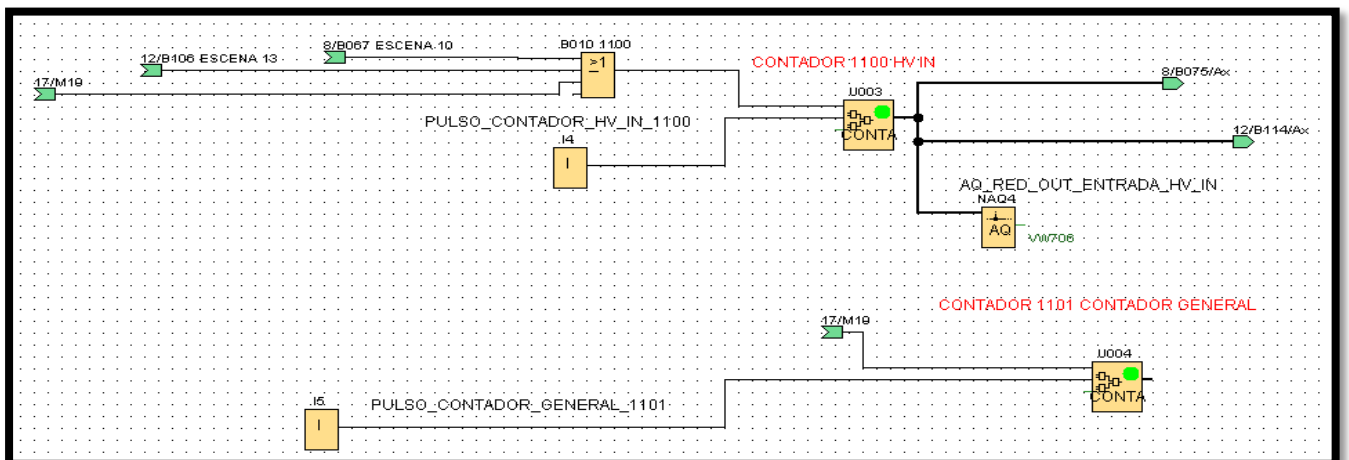 8/B067 ESCENA 10
B010 1100
12/B106 ESCENA 13
≥1
CONTADOR 1100 HV IN
8/B075/Ax
17/M19
U003
PULSO_CONTADOR_HV_IN_1100
CONTA
12/B114/Ax
I4
I
AQ_RED_OUT_ENTRADA_HV_IN
NAQ4
AQ
VW706
CONTADOR 1101 CONTADOR GENERAL
17/M19
U004
CONTA
I5
PULSO_CONTADOR_GENERAL_1101
I